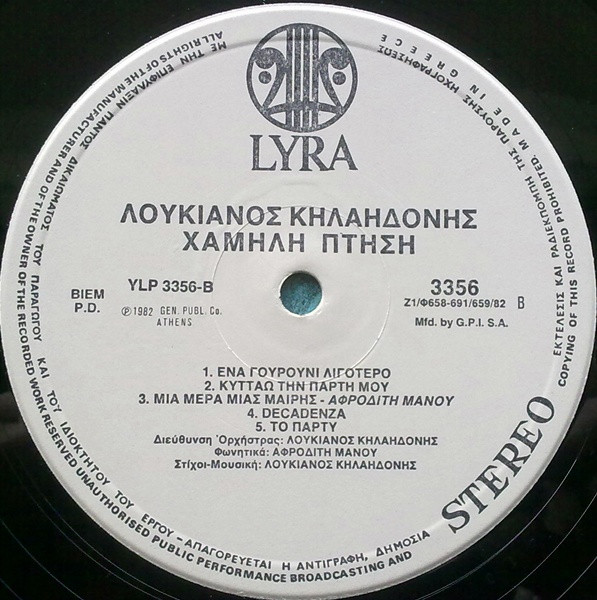 LYRA
ΛΟΥΚΙΑΝΟΣ ΚΗΛΑΗΔΟΝΗΣ
ΧΑΜΗΛΗ ΠΤΗΣΗ
BIEM
P.D.
YLP 3356-B
Ⓟ1982 GEN. PUBL. Co.
ATHENS
3356
Z1/Φ658-691/659/82 B
Mfd. by G.P.I. S.A.
1. ΕΝΑ ΓΟΥΡΟΥΝΙ ΛΙΓΟΤΕΡΟ
2. ΚΥΤΤΑΩ ΤΗΝ ΠΑΡΤΗ ΜΟΥ
3. ΜΙΑ ΜΕΡΑ ΜΙΑΣ ΜΑΙΡΗΣ - ΑΦΡΟΔΙΤΗ ΜΑΝΟΥ
4. DECADENZA
5. ΤΟ ΠΑΡΤΥ
Διεύθυνση Ὀρχήστρας: ΛΟΥΚΙΑΝΟΣ ΚΗΛΑΗΔΟΝΗΣ
Φωνητικά: ΑΦΡΟΔΙΤΗ ΜΑΝΟΥ
Στίχοι-Μουσική: ΛΟΥΚΙΑΝΟΣ ΚΗΛΑΗΔΟΝΗΣ
STEREO
ΜΕ ΤΗΝ ΕΠΙΦΥΛΑΞΙΝ ΠΑΝΤΟΣ ΔΙΚΑΙΩΜΑΤΟΣ ΤΟΥ ΠΑΡΑΓΩΓΟΥ ΚΑΙ ΤΟΥ ΙΔΙΟΚΤΗΤΟΥ ΤΟΥ ΕΡΓΟΥ – ΑΠΑΓΟΡΕΥΕΤΑΙ Η ΑΝΤΙΓΡΑΦΗ, ΔΗΜΟΣΙΑ ΕΚΤΕΛΕΣΙΣ ΚΑΙ ΡΑΔΙΕΚΠΟΜΠΗ ΤΗΣ ΠΑΡΟΥΣΗΣ ΗΧΟΓΡΑΦΗΣΕΩΣ
ALL RIGHTS OF THE MANUFACTURER AND OF THE OWNER OF THE RECORDED WORK RESERVED UNAUTHORISED PUBLIC PERFORMANCE BROADCASTING AND COPYING OF THIS RECORD PROHIBITED. MADE IN GREECE